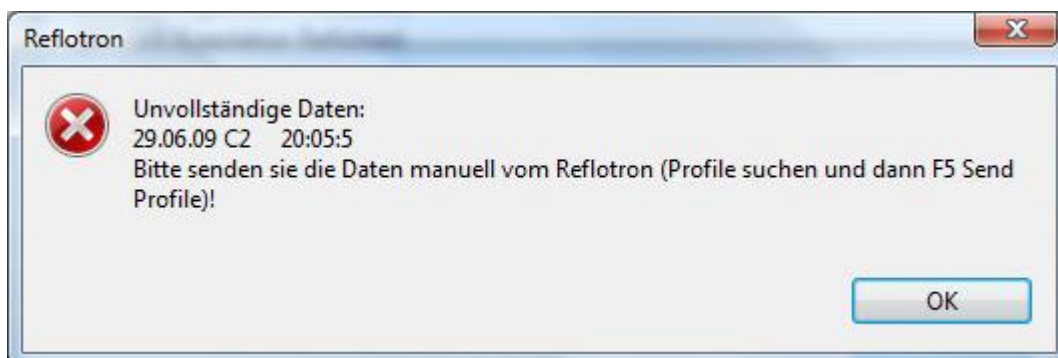 Reflotron
Unvollständige Daten:
29.06.09 C2 20:05:5
Bitte senden sie die Daten manuell vom Reflotron (Profile suchen und dann F5 Send
Profile)!
OK